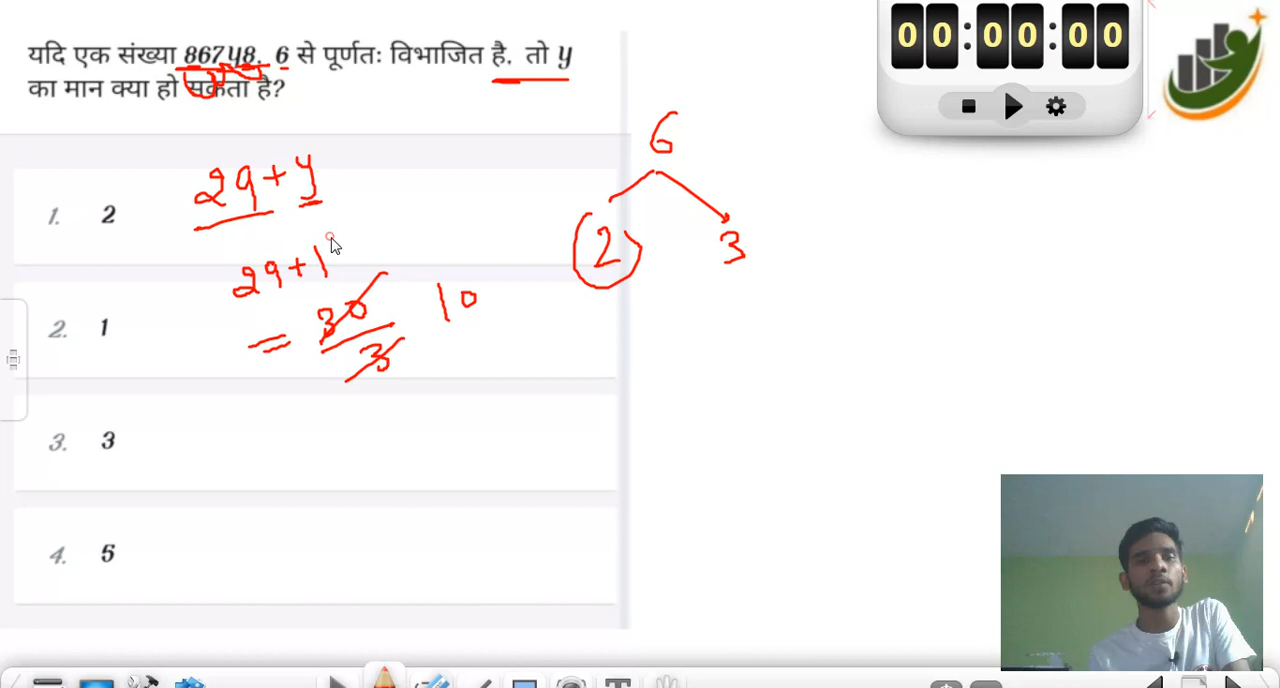 यदि एक संख्या 867y8, 6 से पूर्णतः विभाजित है. तो y
का मान क्या हो सकता है?
00:00:00
6
2 3
29+y
1. 2
29+1
= 30/3 10
2. 1
3. 3
4. 5